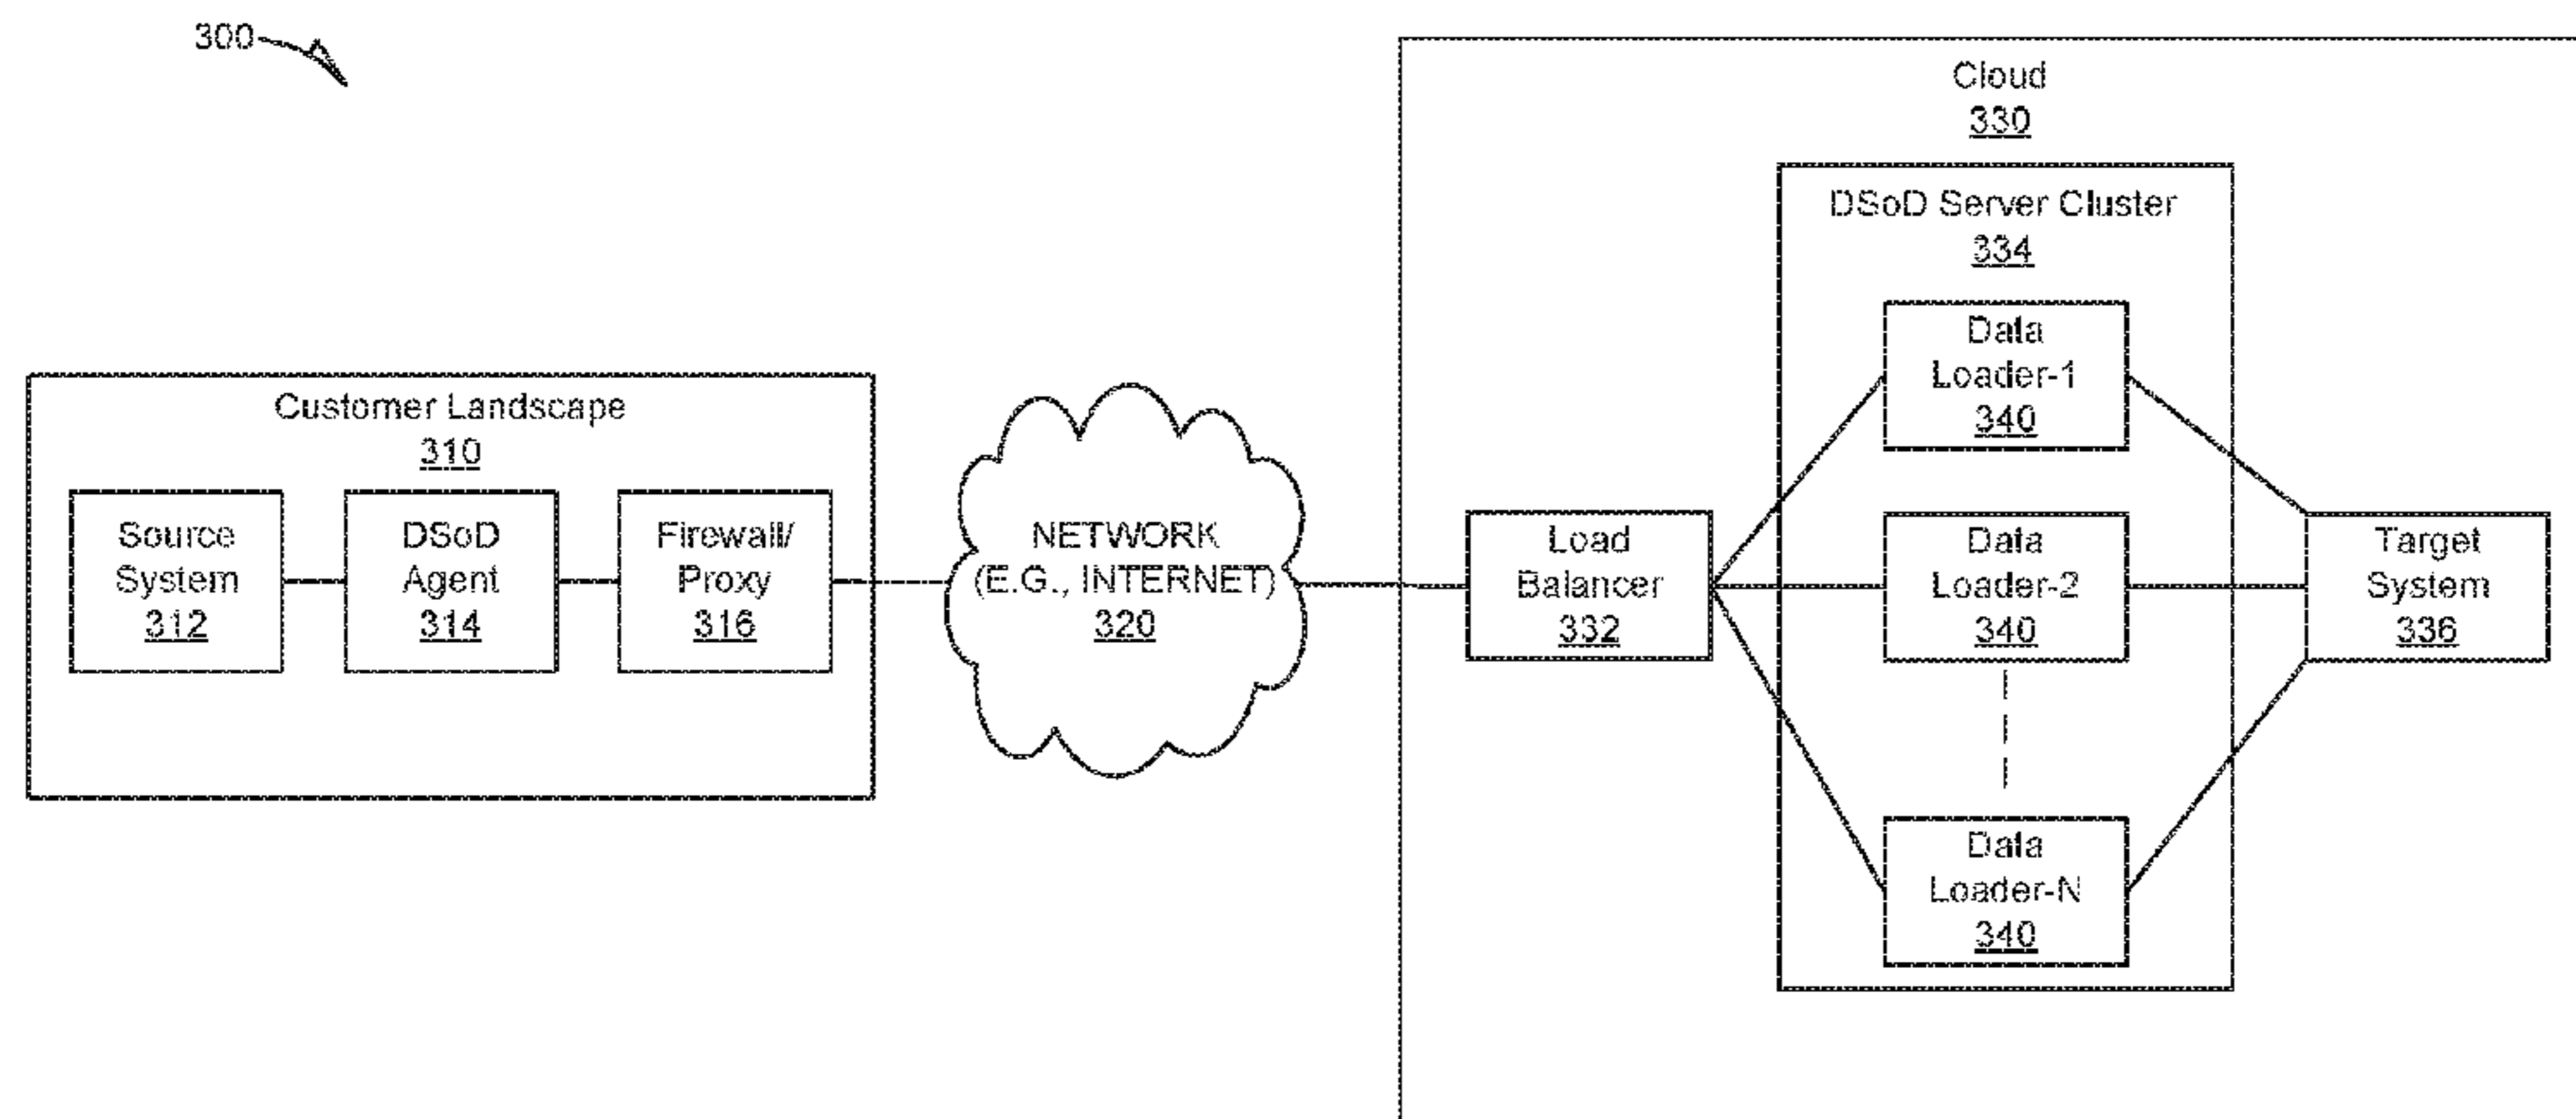 300
Customer Landscape
310
Source
System
312
DSoD
Agent
314
Firewall/
Proxy
316
NETWORK
(E.G., INTERNET)
320
Cloud
330
Load
Balancer
332
DSoD Server Cluster
334
Data
Loader-1
340
Data
Loader-2
340
Data
Loader-N
340
Target
System
336